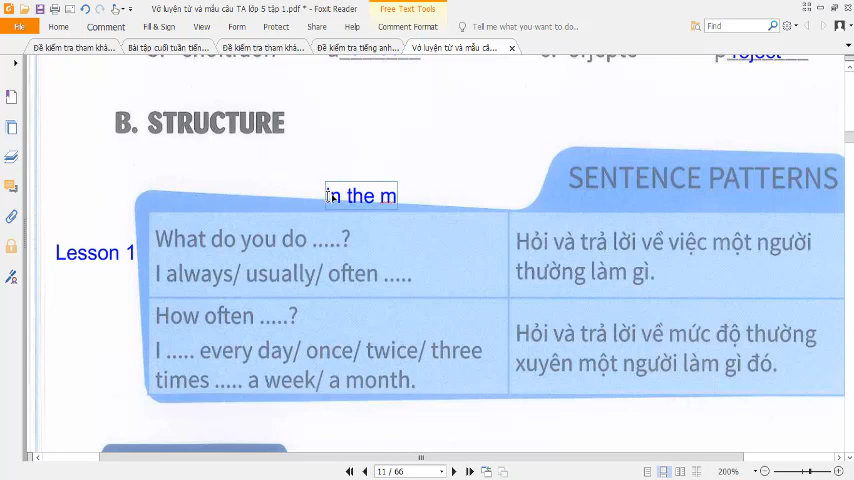 Vở luyện từ và mẫu câu TA lớp 5 tập 1.pdf * - Foxit Reader
Free Text Tools
File Home Comment Fill & Sign View Form Protect Share Help Comment Format Tell me what you want to do.. Find
Đề kiểm tra tham khả... Bài tập cuối tuần tiến... Đề kiểm tra tham khả... Đề kiểm tra tiếng anh... Vở luyện từ và mẫu câ...
B. STRUCTURE
in the m
SENTENCE PATTERNS
Lesson 1
What do you do .....?
I always/ usually/ often .....
Hỏi và trả lời về việc một người
thường làm gì.
How often .....?
I ..... every day/ once/ twice/ three
times ..... a week/ a month.
Hỏi và trả lời về mức độ thường
xuyên một người làm gì đó.
11 / 66
200%